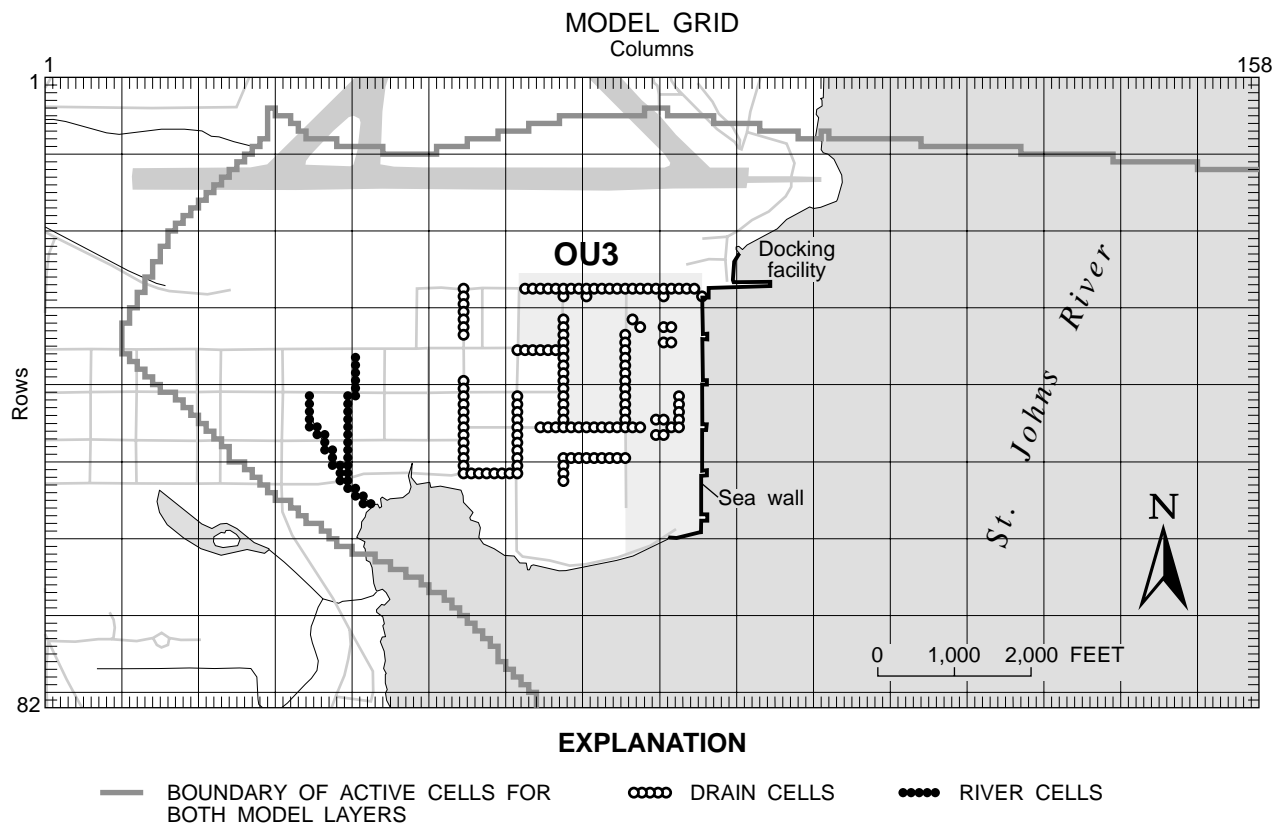 MODEL GRID
Columns
1
158
1
OU3
Docking
facility
Rows
St. Johns River
Sea wall
N
0 1,000 2,000 FEET
82
EXPLANATION
BOUNDARY OF ACTIVE CELLS FOR
BOTH MODEL LAYERS
DRAIN CELLS
RIVER CELLS